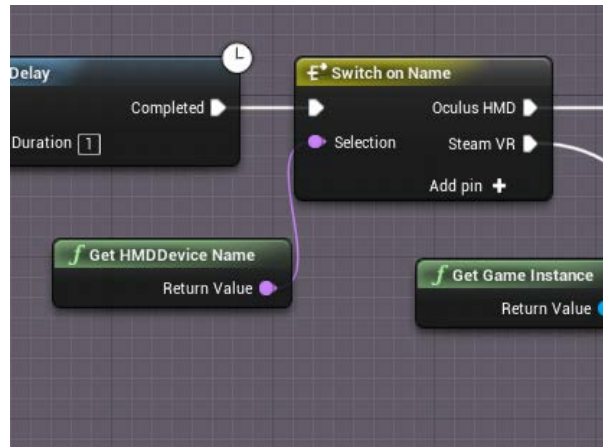 Delay
Completed
Duration 1
Switch on Name
Oculus HMD
Selection
Steam VR
Add pin
f Get HMDDevice Name
Return Value
f Get Game Instance
Return Value